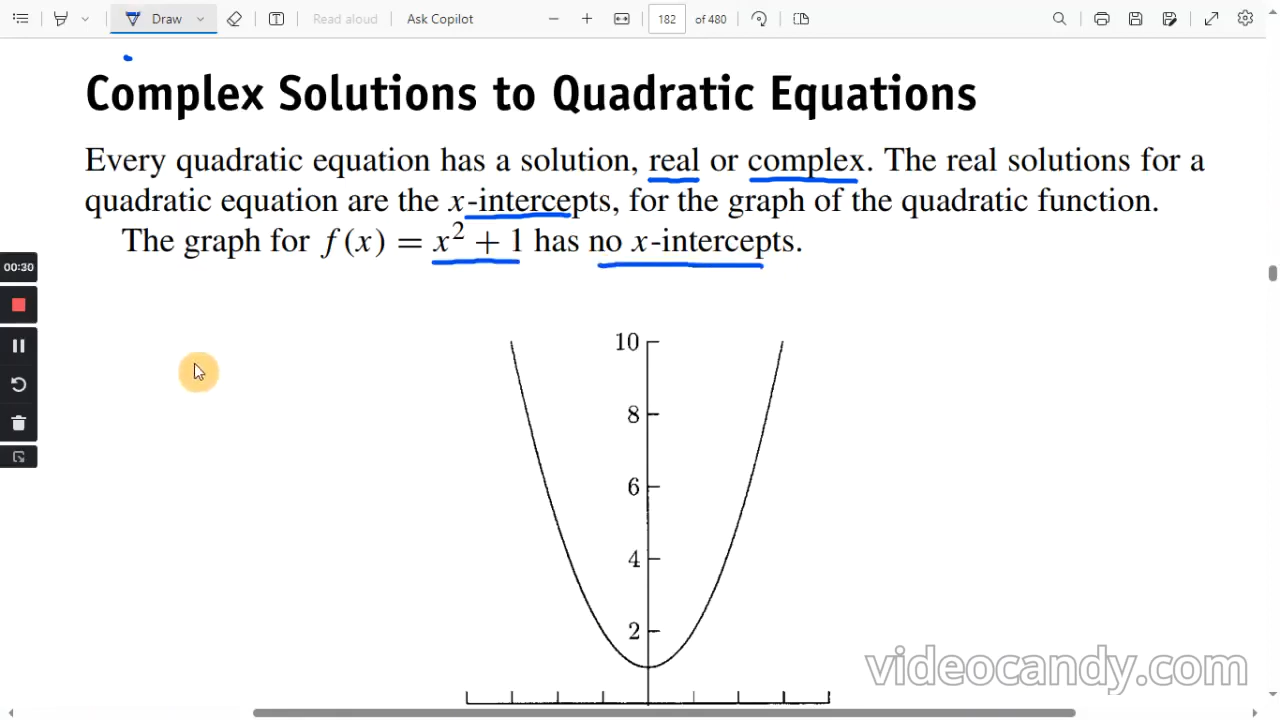 Draw
Read aloud
Ask Copilot
182 of 480
Complex Solutions to Quadratic Equations
Every quadratic equation has a solution, real or complex. The real solutions for a
quadratic equation are the x-intercepts, for the graph of the quadratic function.
The graph for f(x) = x² + 1 has no x-intercepts.
00:30
10
8
6
4
2
videocandy.com